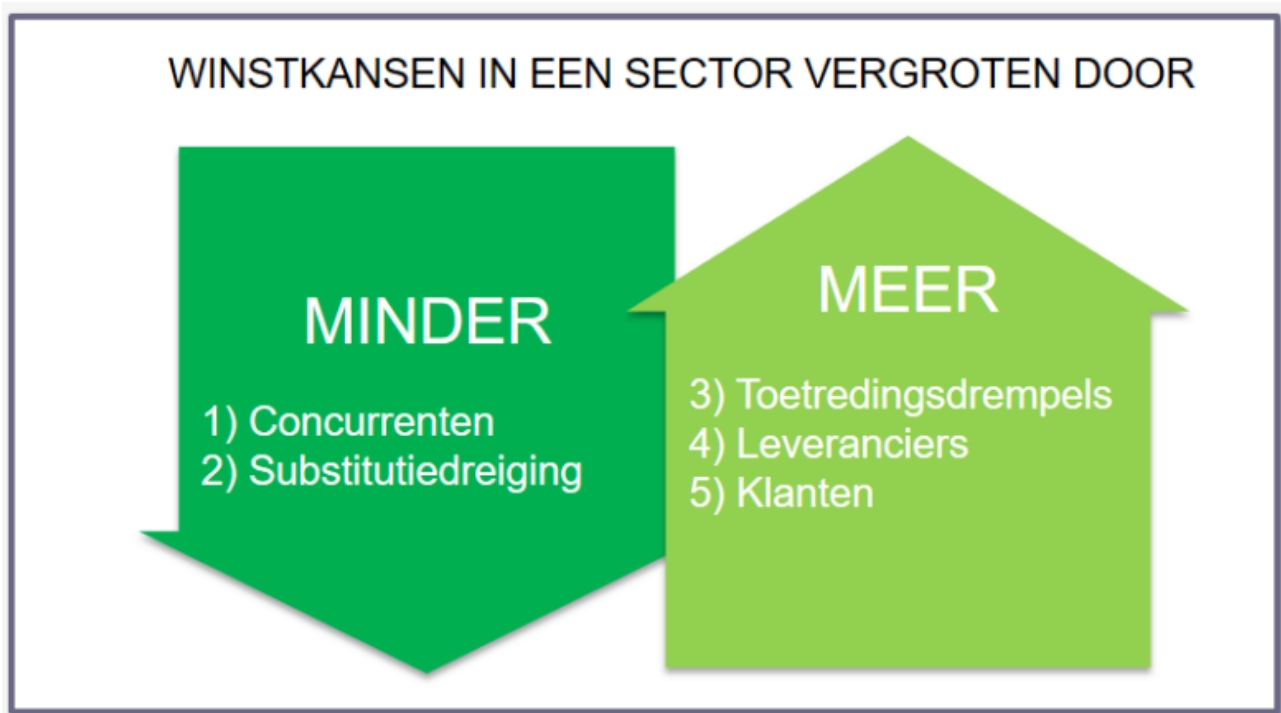 WINSTKANSEN IN EEN SECTOR VERGROTEN DOOR
MINDER
1) Concurrenten
2) Substitutiedreiging
MEER
3) Toetredingsdrempels
4) Leveranciers
5) Klanten